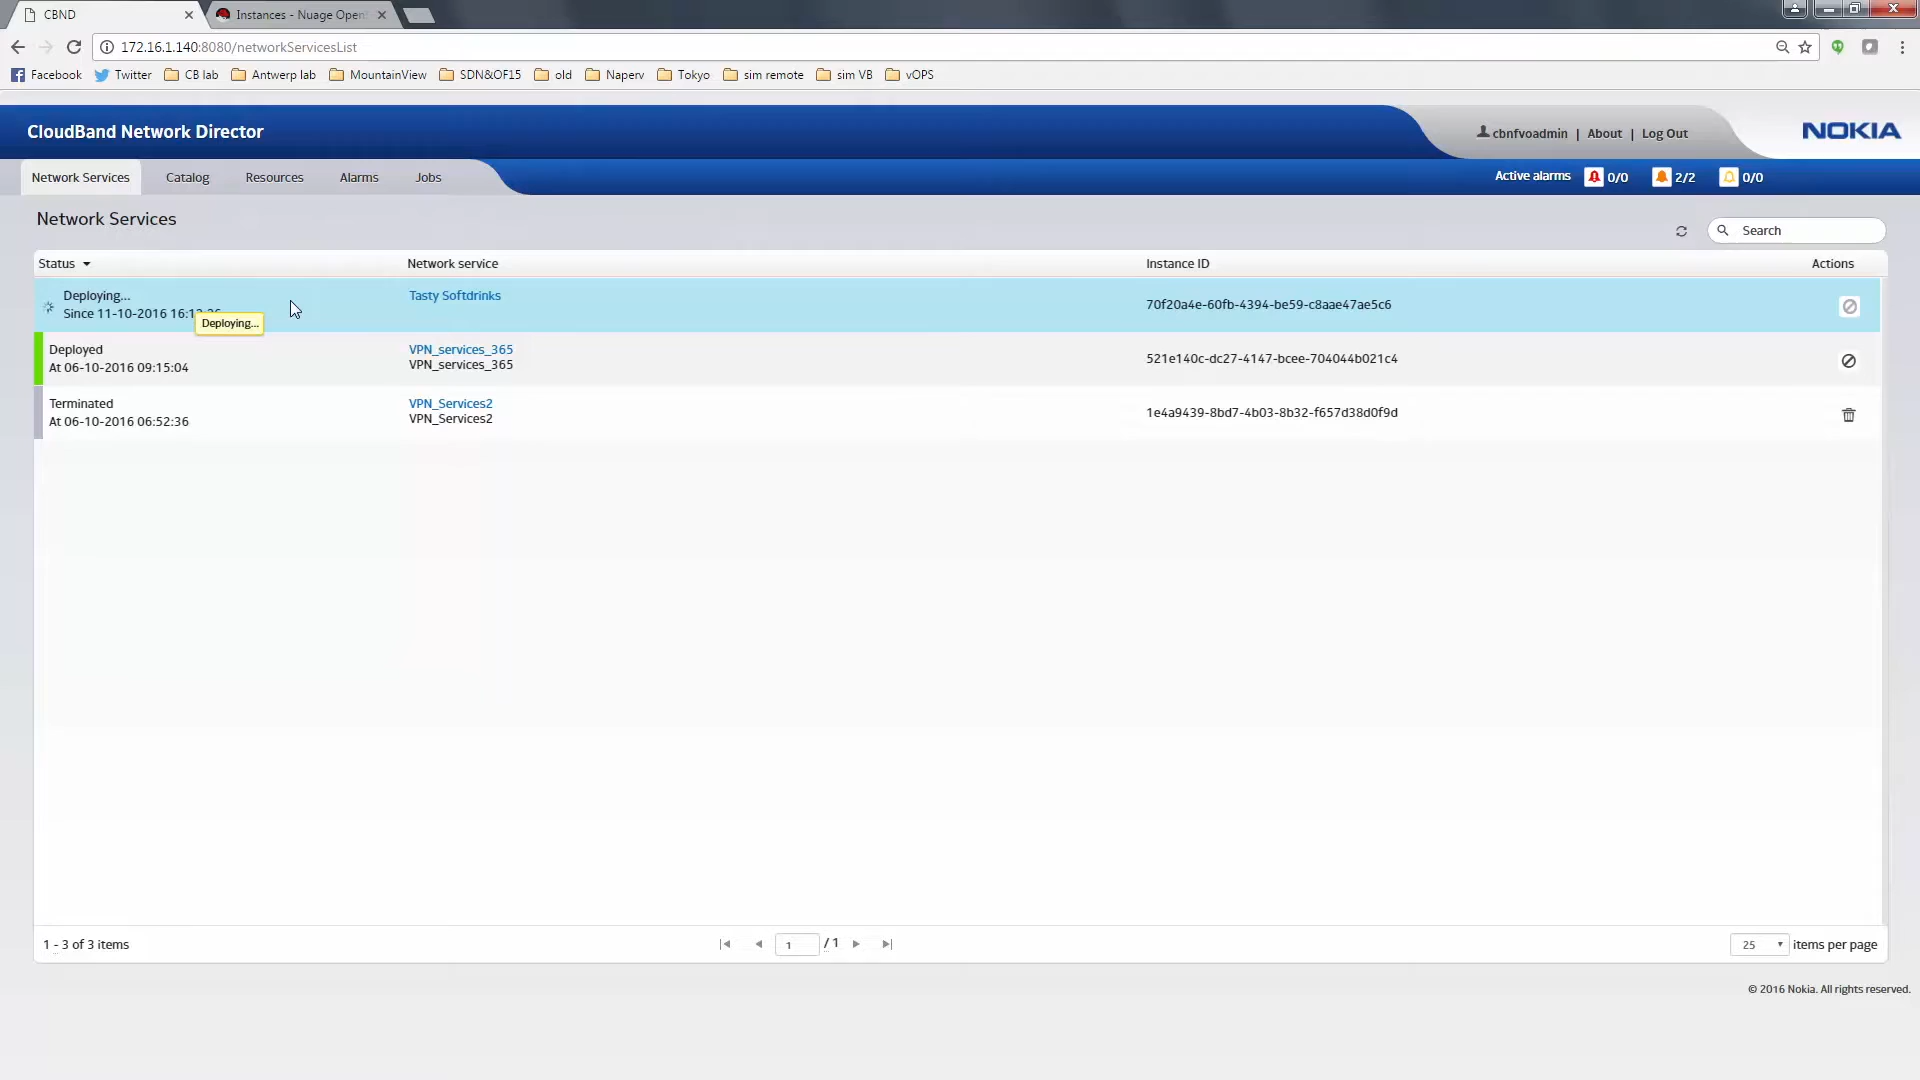 CBND
Instances - Nuage Open
172.16.1.140:8080/networkServicesList
Facebook Twitter CB lab Antwerp lab MountainView SDN&OF15 old Naperv Tokyo sim remote sim VB vOPS
CloudBand Network Director
cbnfvoadmin | About | Log Out
NOKIA
Network Services Catalog Resources Alarms Jobs
Active alarms 0/0 2/2 0/0
Network Services
Search
Status Network service Instance ID Actions
Deploying... Tasty Softdrinks 70f20a4e-60fb-4394-be59-c8aae47ae5c6
Since 11-10-2016
Deploying...
Deployed VPN_services_365 521e140c-dc27-4147-bcee-704044b021c4
At 06-10-2016 09:15:04 VPN_services_365
Terminated VPN_Services2 1e4a9439-8bd7-4b03-8b32-f657d38d0f9d
At 06-10-2016 06:52:36 VPN_Services2
1 - 3 of 3 items 1 / 1 25 items per page
© 2016 Nokia. All rights reserved.